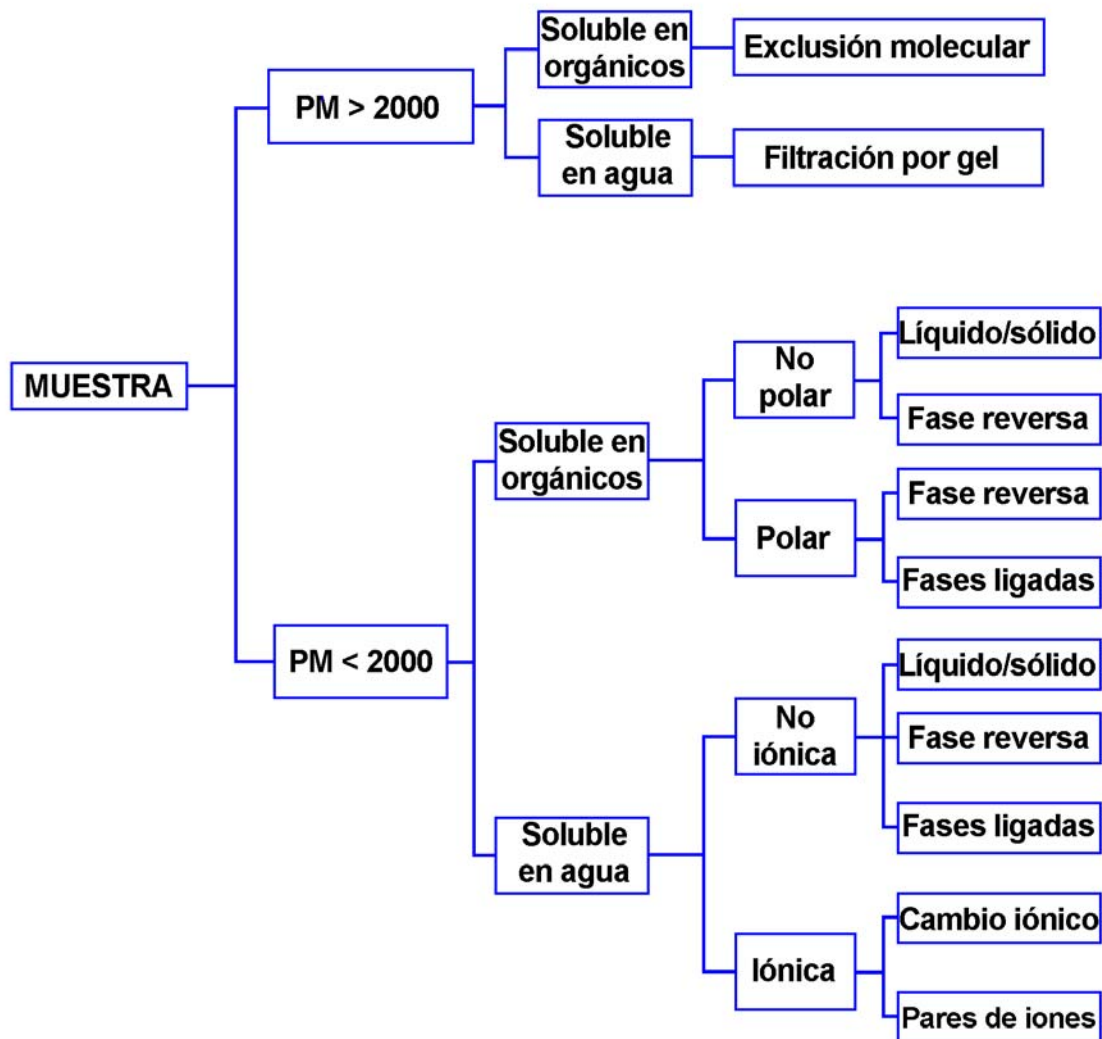 Soluble en
orgánicos
Exclusión molecular
PM > 2000
Soluble
en agua
Filtración por gel
MUESTRA
Líquido/sólido
No
polar
Fase reversa
Soluble en
orgánicos
Fase reversa
Polar
Fases ligadas
PM < 2000
Líquido/sólido
No
iónica
Fase reversa
Fases ligadas
Soluble
en agua
Cambio iónico
Iónica
Pares de iones